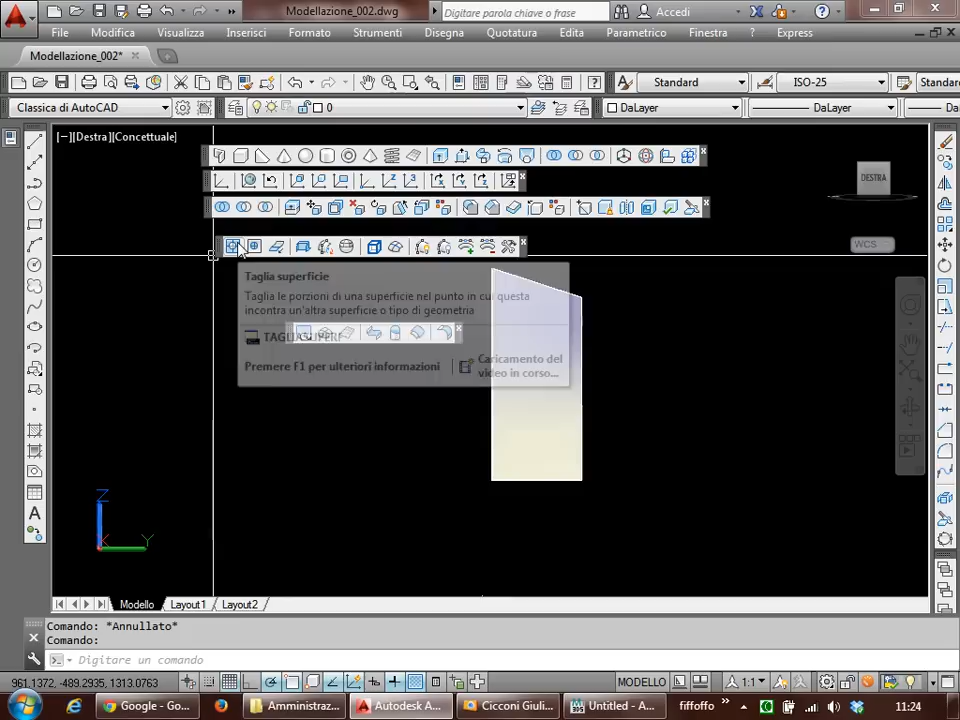 Modellazione_002.dwg
Digitare parola chiave o frase
Accedi
File Modifica Visualizza Inserisci Formato Strumenti Disegna Quotatura Edita Parametrico Finestra ? Express
Modellazione_002*
Standard ISO-25 Standard
Classica di AutoCAD 0 DaLayer DaLayer
[−][Destra][Concettuale]
DESTRA
WCS
Taglia superficie
Taglia le porzioni di una superficie nel punto in cui questa
incontra un'altra superficie o tipo di geometria
TAGLIASUPERF
Premere F1 per ulteriori informazioni
Caricamento del
video in corso...
Z
X
Y
Modello Layout1 Layout2
Comando: *Annullato*
Comando:
Digitare un comando
961.1372, -489.2935, 1313.0763 MODELLO 1:1
Google - Go... Amministraz... Autodesk A... Cicconi Giuli... Untitled - A... fiffoffo 11:24